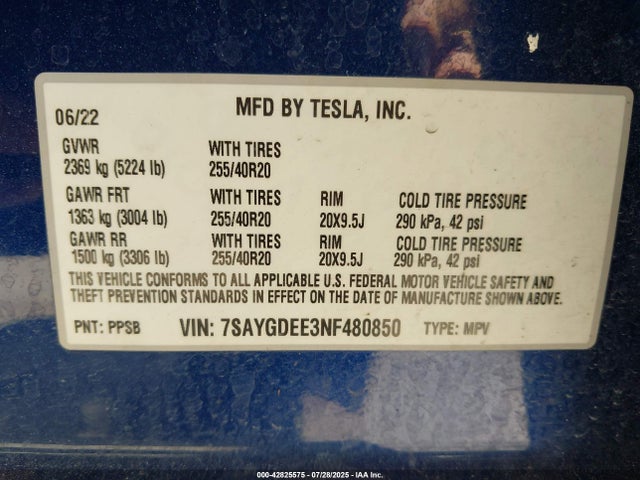 06/22 MFD BY TESLA, INC.
GVWR WITH TIRES
2369 kg (5224 lb) 255/40R20
GAWR FRT WITH TIRES RIM COLD TIRE PRESSURE
1363 kg (3004 lb) 255/40R20 20X9.5J 290 kPa, 42 psi
GAWR RR WITH TIRES RIM COLD TIRE PRESSURE
1500 kg (3306 lb) 255/40R20 20X9.5J 290 kPa, 42 psi
THIS VEHICLE CONFORMS TO ALL APPLICABLE U.S. FEDERAL MOTOR VEHICLE SAFETY AND
THEFT PREVENTION STANDARDS IN EFFECT ON THE DATE OF MANUFACTURE SHOWN ABOVE.
PNT: PPSB VIN: 7SAYGDEE3NF480850 TYPE: MPV
000-42825575 - 07/28/2025 - IAA Inc.